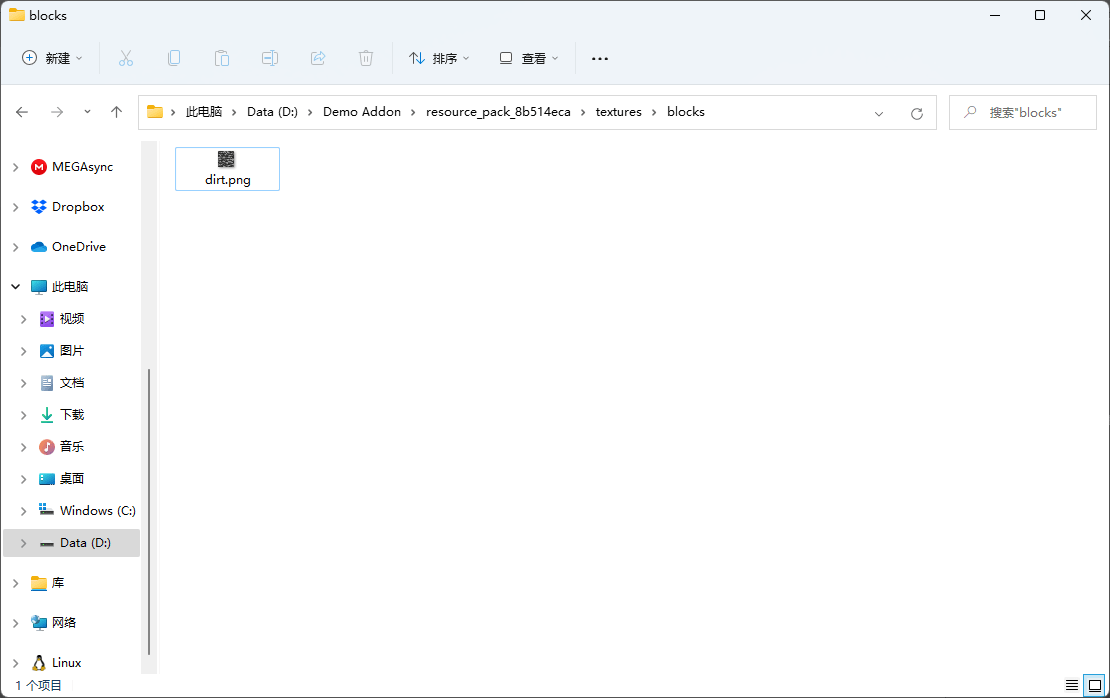 blocks
新建 排序 查看
此电脑 Data (D:) Demo Addon resource_pack_8b514eca textures blocks 搜索"blocks"
dirt.png
MEGAsync
Dropbox
OneDrive
此电脑
视频
图片
文档
下载
音乐
桌面
Windows (C:)
Data (D:)
库
网络
Linux
1 个项目